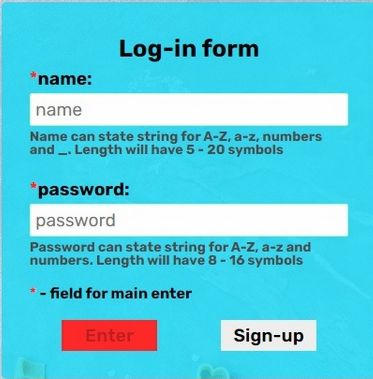 Log-in form
*name:
name
Name can state string for A-Z, a-z, numbers
and _. Length will have 5 - 20 symbols
*password:
password
Password can state string for A-Z, a-z and
numbers. Length will have 8 - 16 symbols
* - field for main enter
Enter Sign-up